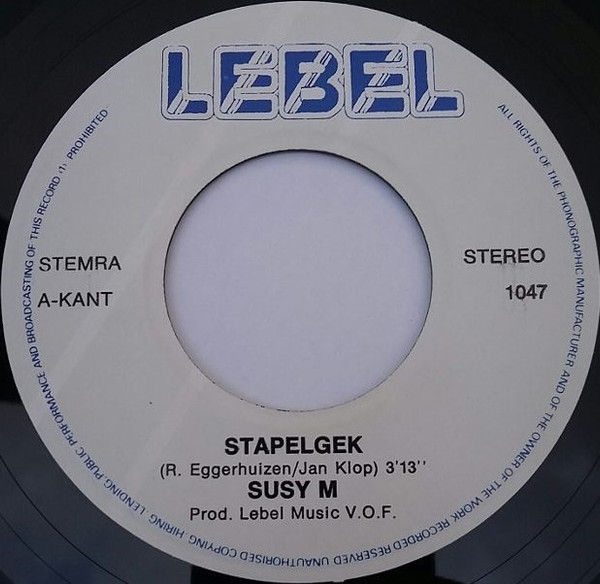 LEBEL
ALL RIGHTS OF THE PHONOGRAPHIC MANUFACTURER AND OF THE OWNER OF THE WORK RECORDED RESERVED UNAUTHORISED COPYING, HIRING, LENDING PUBLIC PERFORMANCE AND BROADCASTING OF THIS RECORD (1) PROHIBITED
STEMRA
A-KANT
STEREO
1047
STAPELGEK
(R. Eggerhuizen/Jan Klop) 3'13''
SUSY M
Prod. Lebel Music V.O.F.